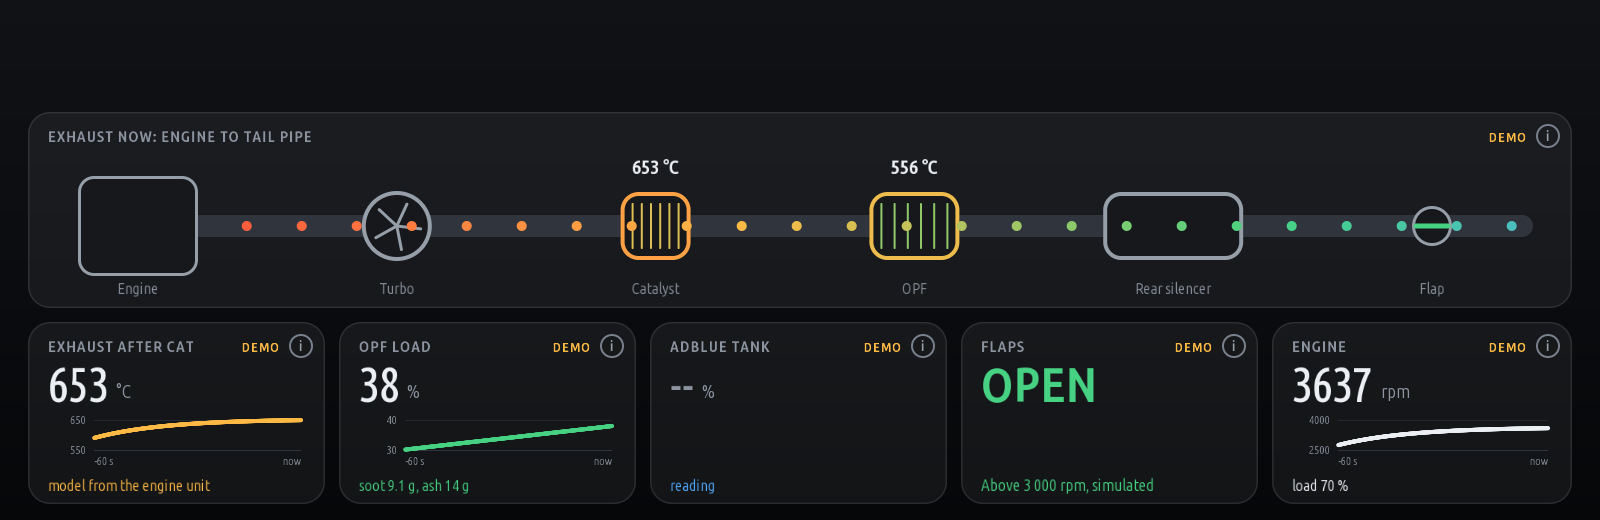 EXHAUST NOW: ENGINE TO TAIL PIPE
DEMO i
653 °C
556 °C
Engine
Turbo
Catalyst
OPF
Rear silencer
Flap
EXHAUST AFTER CAT
DEMO i
653 °C
650
550
-60 s
now
model from the engine unit
OPF LOAD
DEMO i
38 %
40
30
-60 s
now
soot 9.1 g, ash 14 g
ADBLUE TANK
DEMO i
-- %
reading
FLAPS
DEMO i
OPEN
Above 3 000 rpm, simulated
ENGINE
DEMO i
3637 rpm
4000
2500
-60 s
now
load 70 %